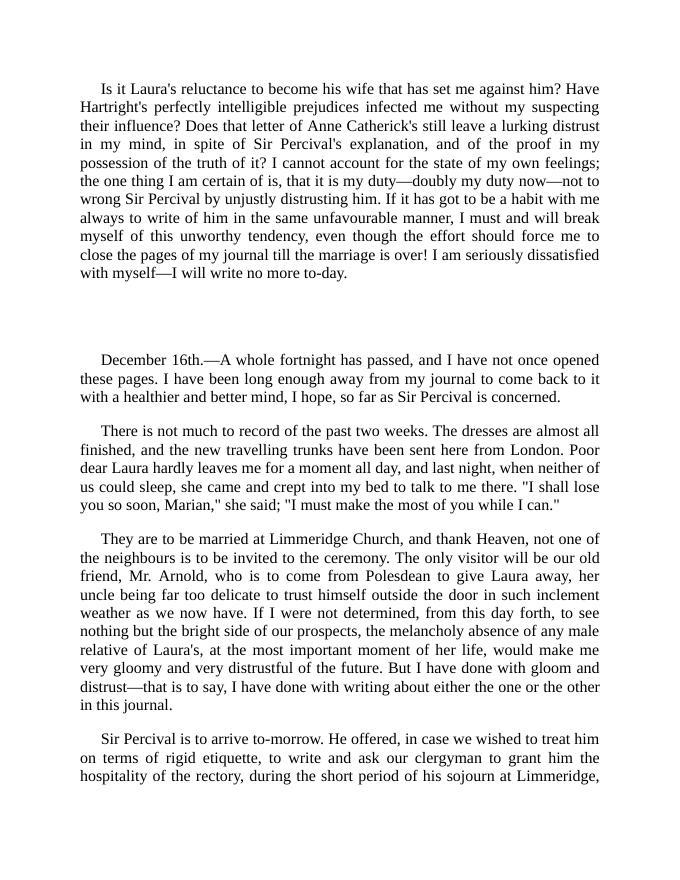 Is it Laura's reluctance to become his wife that has set me against him? Have
Hartright's perfectly intelligible prejudices infected me without my suspecting
their influence? Does that letter of Anne Catherick's still leave a lurking distrust
in my mind, in spite of Sir Percival's explanation, and of the proof in my
possession of the truth of it? I cannot account for the state of my own feelings;
the one thing I am certain of is, that it is my duty—doubly my duty now—not to
wrong Sir Percival by unjustly distrusting him. If it has got to be a habit with me
always to write of him in the same unfavourable manner, I must and will break
myself of this unworthy tendency, even though the effort should force me to
close the pages of my journal till the marriage is over! I am seriously dissatisfied
with myself—I will write no more to-day.
December 16th.—A whole fortnight has passed, and I have not once opened
these pages. I have been long enough away from my journal to come back to it
with a healthier and better mind, I hope, so far as Sir Percival is concerned.
There is not much to record of the past two weeks. The dresses are almost all
finished, and the new travelling trunks have been sent here from London. Poor
dear Laura hardly leaves me for a moment all day, and last night, when neither of
us could sleep, she came and crept into my bed to talk to me there. "I shall lose
you so soon, Marian," she said; "I must make the most of you while I can."
They are to be married at Limmeridge Church, and thank Heaven, not one of
the neighbours is to be invited to the ceremony. The only visitor will be our old
friend, Mr. Arnold, who is to come from Polesdean to give Laura away, her
uncle being far too delicate to trust himself outside the door in such inclement
weather as we now have. If I were not determined, from this day forth, to see
nothing but the bright side of our prospects, the melancholy absence of any male
relative of Laura's, at the most important moment of her life, would make me
very gloomy and very distrustful of the future. But I have done with gloom and
distrust—that is to say, I have done with writing about either the one or the other
in this journal.
Sir Percival is to arrive to-morrow. He offered, in case we wished to treat him
on terms of rigid etiquette, to write and ask our clergyman to grant him the
hospitality of the rectory, during the short period of his sojourn at Limmeridge,